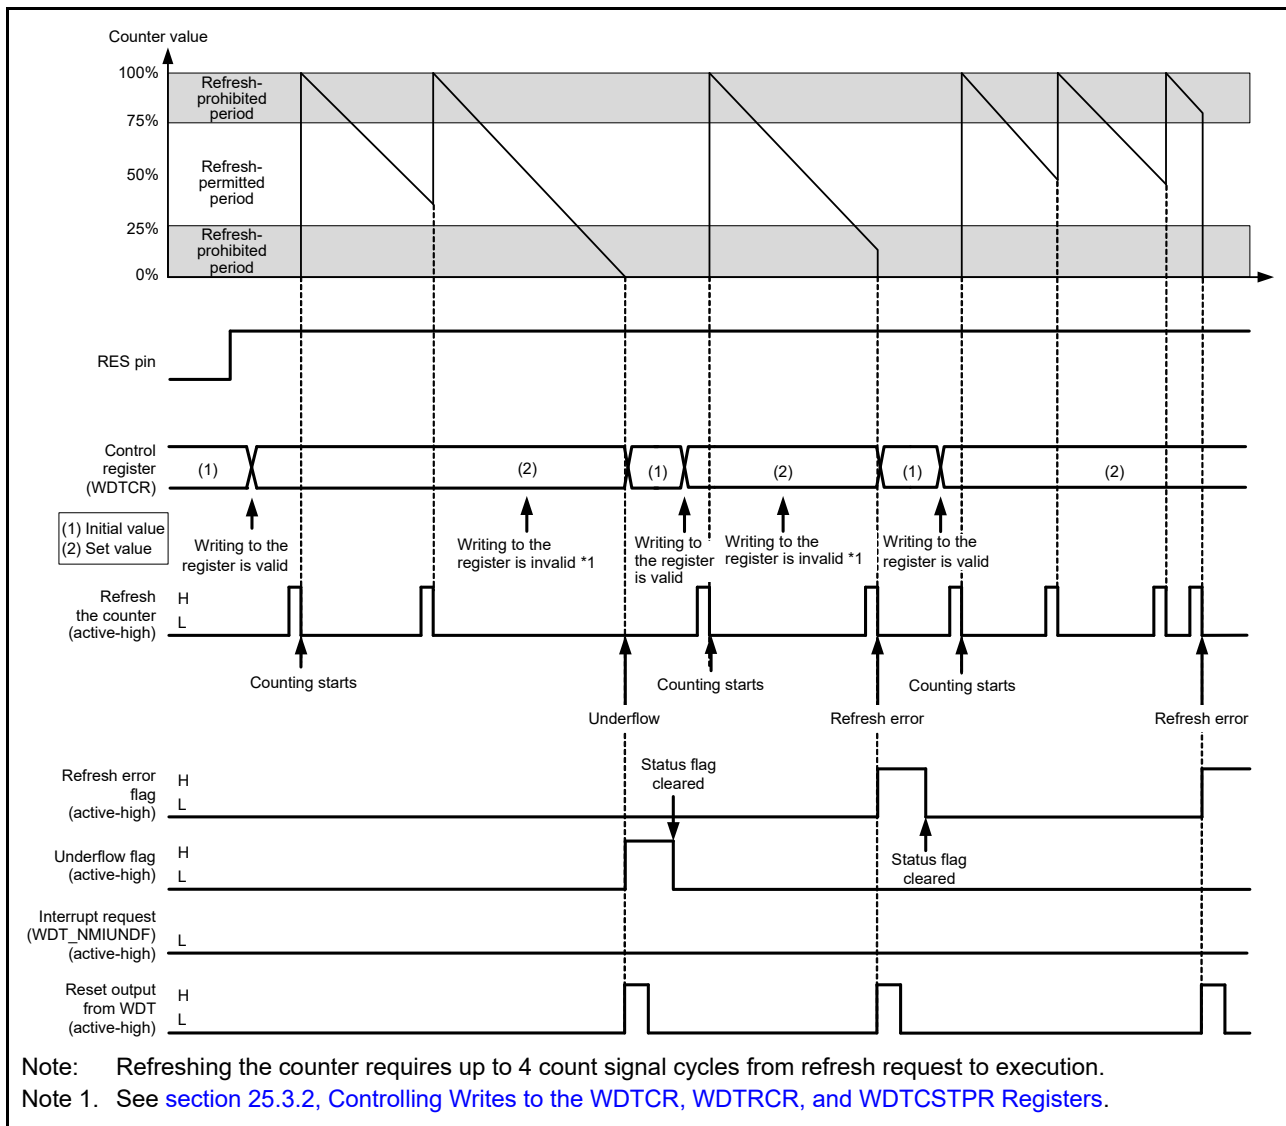 Counter value
100%
Refresh-
prohibited
period
75%
50%
Refresh-
permitted
period
25%
Refresh-
prohibited
period
0%
RES pin
Control
register
(WDTCR)
(1)
(2)
(1)
(2)
(1)
(2)
(1) Initial value
(2) Set value
Writing to the
register is valid
Writing to the
register is invalid *1
Writing to
the register
is valid
Writing to the
register is invalid *1
Writing to the
register is valid
Refresh
the counter
(active-high)
H
L
Counting starts
Counting starts
Counting starts
Underflow
Refresh error
Refresh error
Refresh error
flag
(active-high)
H
L
Status flag
cleared
Underflow flag
(active-high)
H
L
Status flag
cleared
Interrupt request
(WDT_NMIUNDF)
(active-high)
L
Reset output
from WDT
(active-high)
H
L
Note: Refreshing the counter requires up to 4 count signal cycles from refresh request to execution.
Note 1. See section 25.3.2, Controlling Writes to the WDTCR, WDTRCR, and WDTCSTPR Registers.